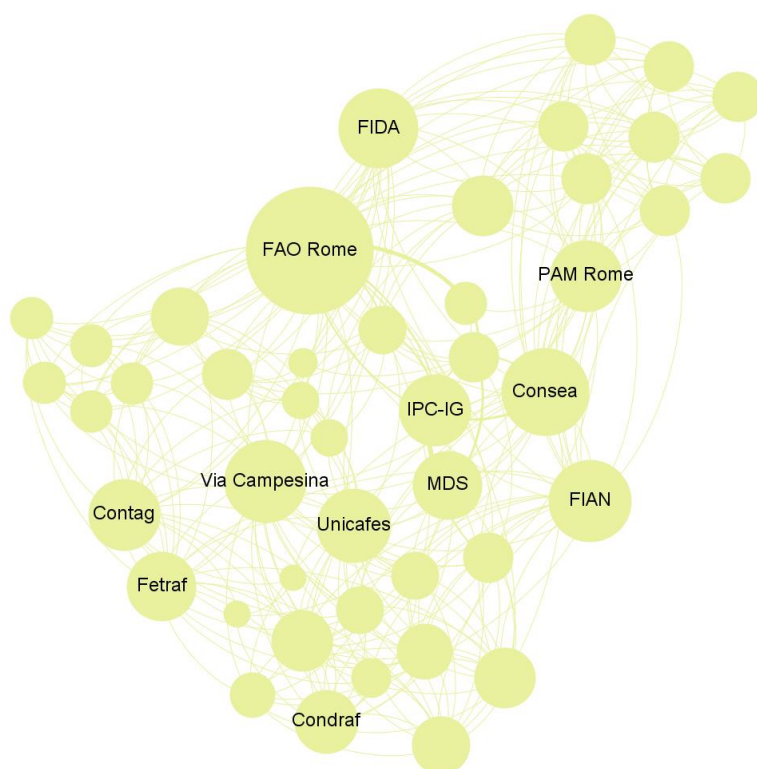 FIDA
FAO Rome
PAM Rome
Consea
IPC-IG
Via Campesina
MDS
FIAN
Contag
Unicafes
Fetraf
Condraf